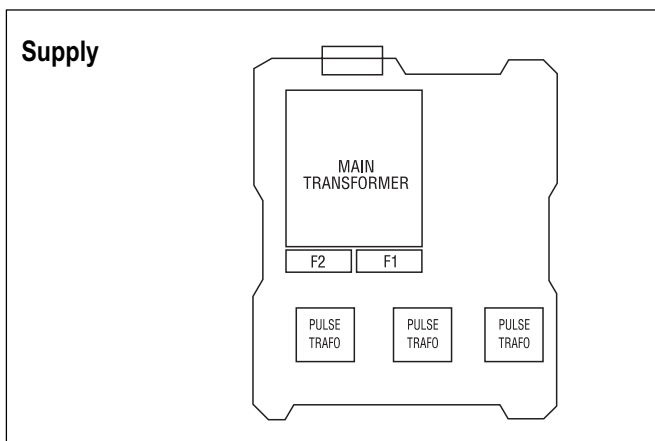 Supply
MAIN
TRANSFORMER
F2
F1
PULSE
TRAFO
PULSE
TRAFO
PULSE
TRAFO